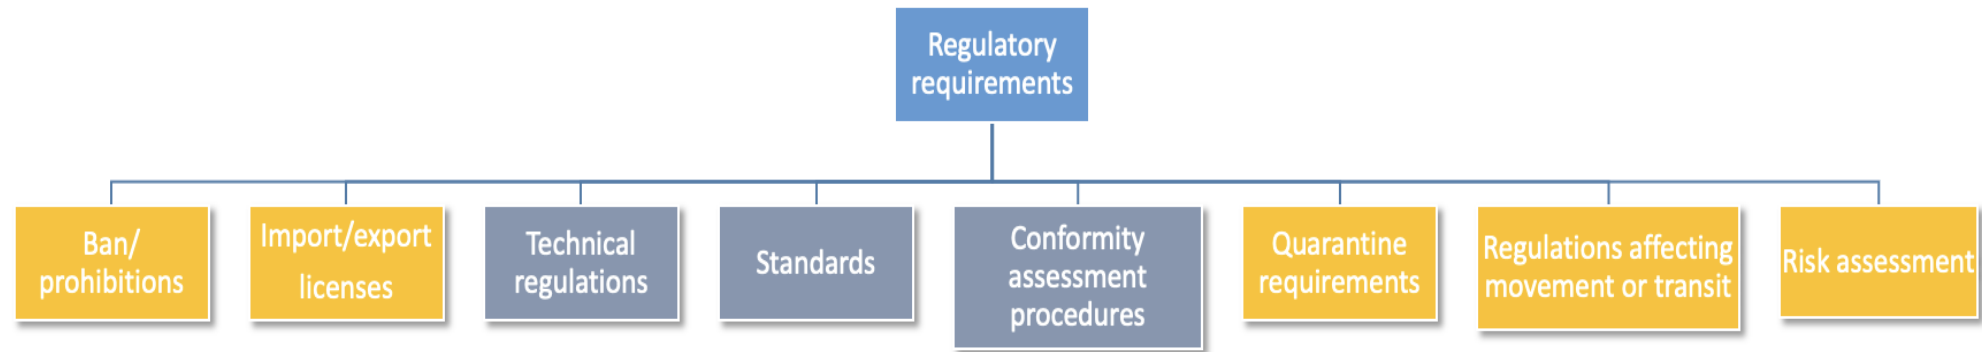 Regulatory
requirements
Ban/
prohibitions
Import/export
licenses
Technical
regulations
Standards
Conformity
assessment
procedures
Quarantine
requirements
Regulations affecting
movement or transit
Risk assessment